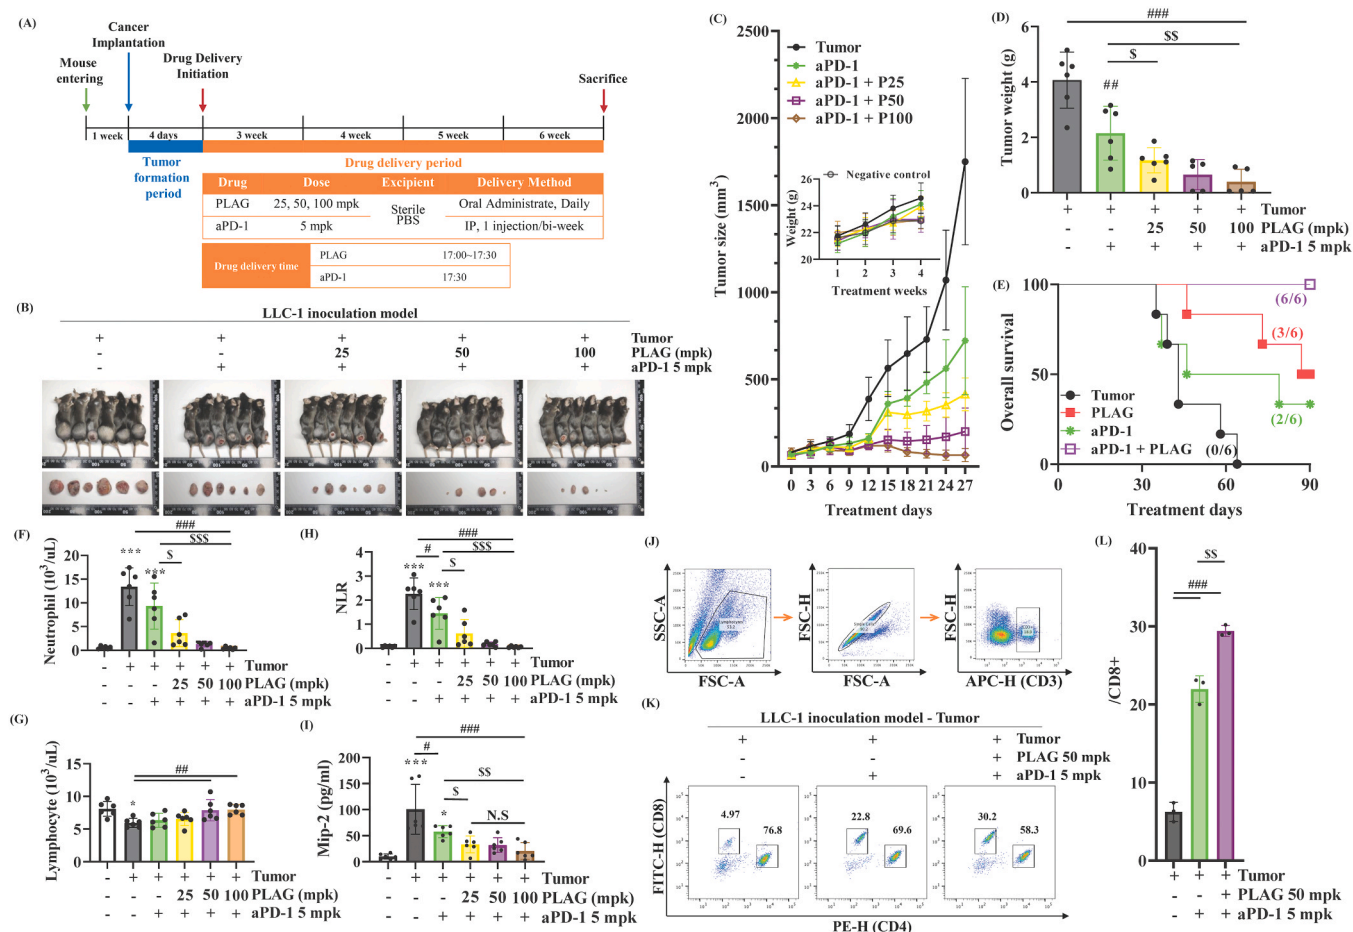 (A)
Cancer
Implantation
Mouse
entering
Drug Delivery
Initiation
Sacrifice
1 week
4 days
3 week
4 week
5 week
6 week
Tumor
formation
period
Drug delivery period
Drug Dose Excipient Delivery Method
PLAG 25, 50, 100 mpk Sterile PBS Oral Administrate, Daily
aPD-1 5 mpk IP, 1 injection/bi-week
Drug delivery time
PLAG 17:00~17:30
aPD-1 17:30
(B)
LLC-1 inoculation model
+ + + + + Tumor
- - 25 50 100 PLAG (mpk)
- + + + + aPD-1 5 mpk
(C)
Tumor size (mm³)
2500
2000
1500
1000
500
0
Tumor
aPD-1
aPD-1 + P25
aPD-1 + P50
aPD-1 + P100
Negative control
Weight (g)
26
24
22
20
18
1 2 3 4
Treatment weeks
0 3 6 9 12 15 18 21 24 27
Treatment days
(D)
Tumor weight (g)
6
4
2
0
###
$$
$
##
+ + + + + Tumor
- - 25 50 100 PLAG (mpk)
- + + + + aPD-1 5 mpk
(E)
Overall survival
100
50
0
(6/6)
(3/6)
(2/6)
(0/6)
Tumor
PLAG
aPD-1
aPD-1 + PLAG
0 30 60 90
Treatment days
(F)
Neutrophil (10³/uL)
20
15
10
5
0
###
$$$
$
***
***
- + + + + + Tumor
- - - 25 50 100 PLAG (mpk)
- - + + + + aPD-1 5 mpk
(H)
NLR
4
3
2
1
0
###
$$$
#
$
***
***
- + + + + + Tumor
- - - 25 50 100 PLAG (mpk)
- - + + + + aPD-1 5 mpk
(G)
Lymphocyte (10³/uL)
15
10
5
0
##
*
- + + + + + Tumor
- - - 25 50 100 PLAG (mpk)
- - + + + + aPD-1 5 mpk
(I)
Mip-2 (pg/ml)
200
150
100
50
0
###
#
$$
$
N.S
***
*
- + + + + + Tumor
- - - 25 50 100 PLAG (mpk)
- - + + + + aPD-1 5 mpk
(J)
SSC-A
FSC-A
FSC-H
FSC-A
FSC-H
APC-H (CD3)
(K)
LLC-1 inoculation model - Tumor
+ + + Tumor
- - + PLAG 50 mpk
- + + aPD-1 5 mpk
FITC-H (CD8)
4.97
76.8
22.8
69.6
30.2
58.3
PE-H (CD4)
(L)
/CD8+
40
30
20
10
0
$$
###
+ + + Tumor
- - + PLAG 50 mpk
- + + aPD-1 5 mpk